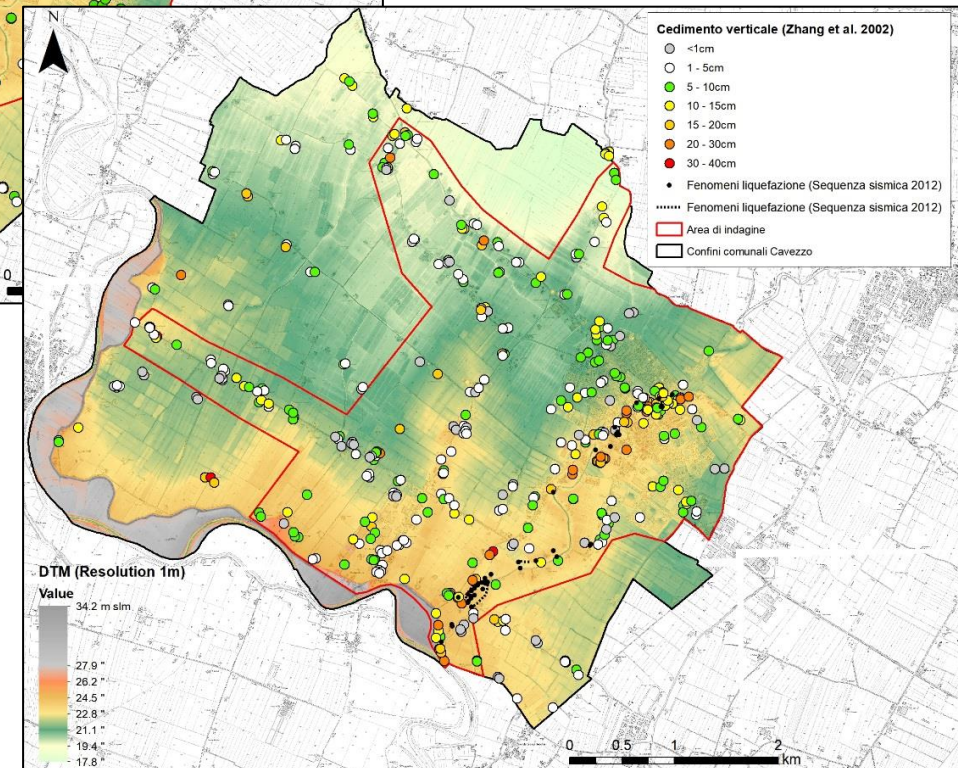 N
Cedimento verticale (Zhang et al. 2002)
<1cm
1 - 5cm
5 - 10cm
10 - 15cm
15 - 20cm
20 - 30cm
30 - 40cm
Fenomeni liquefazione (Sequenza sismica 2012)
Fenomeni liquefazione (Sequenza sismica 2012)
Area di indagine
Confini comunali Cavezzo
0
DTM (Resolution 1m)
Value
34.2 m slm
27.9 "
26.2 "
24.5 "
22.8 "
21.1 "
19.4 "
17.8 "
0 0.5 1 2
km